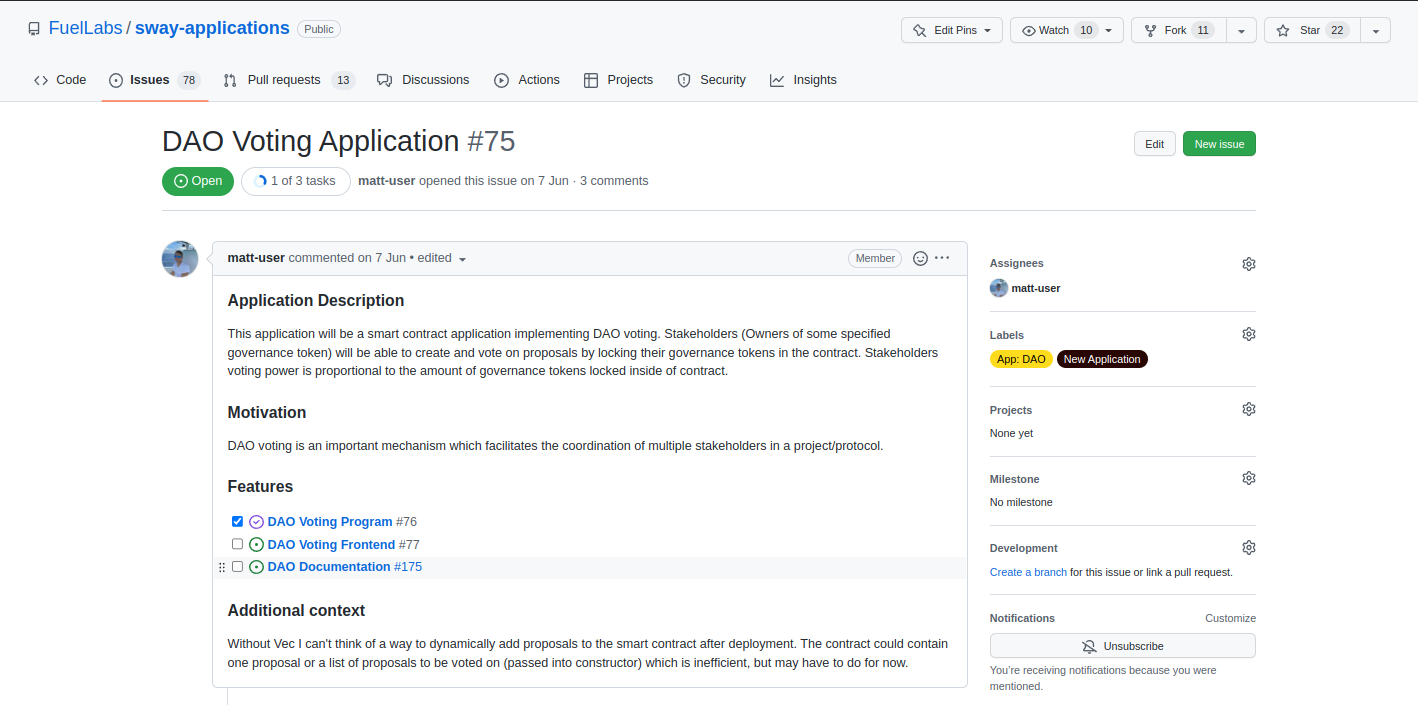 FuelLabs / sway-applications Public
Edit Pins Watch 10 Fork 11 Star 22
Code Issues 78 Pull requests 13 Discussions Actions Projects Security Insights
DAO Voting Application #75
Edit New issue
Open 1 of 3 tasks matt-user opened this issue on 7 Jun · 3 comments
matt-user commented on 7 Jun • edited Member
Application Description
This application will be a smart contract application implementing DAO voting. Stakeholders (Owners of some specified
governance token) will be able to create and vote on proposals by locking their governance tokens in the contract. Stakeholders
voting power is proportional to the amount of governance tokens locked inside of contract.
Motivation
DAO voting is an important mechanism which facilitates the coordination of multiple stakeholders in a project/protocol.
Features
DAO Voting Program #76
DAO Voting Frontend #77
DAO Documentation #175
Additional context
Without Vec I can't think of a way to dynamically add proposals to the smart contract after deployment. The contract could contain
one proposal or a list of proposals to be voted on (passed into constructor) which is inefficient, but may have to do for now.
Assignees
matt-user
Labels
App: DAO New Application
Projects
None yet
Milestone
No milestone
Development
Create a branch for this issue or link a pull request.
Notifications Customize
Unsubscribe
You're receiving notifications because you were
mentioned.